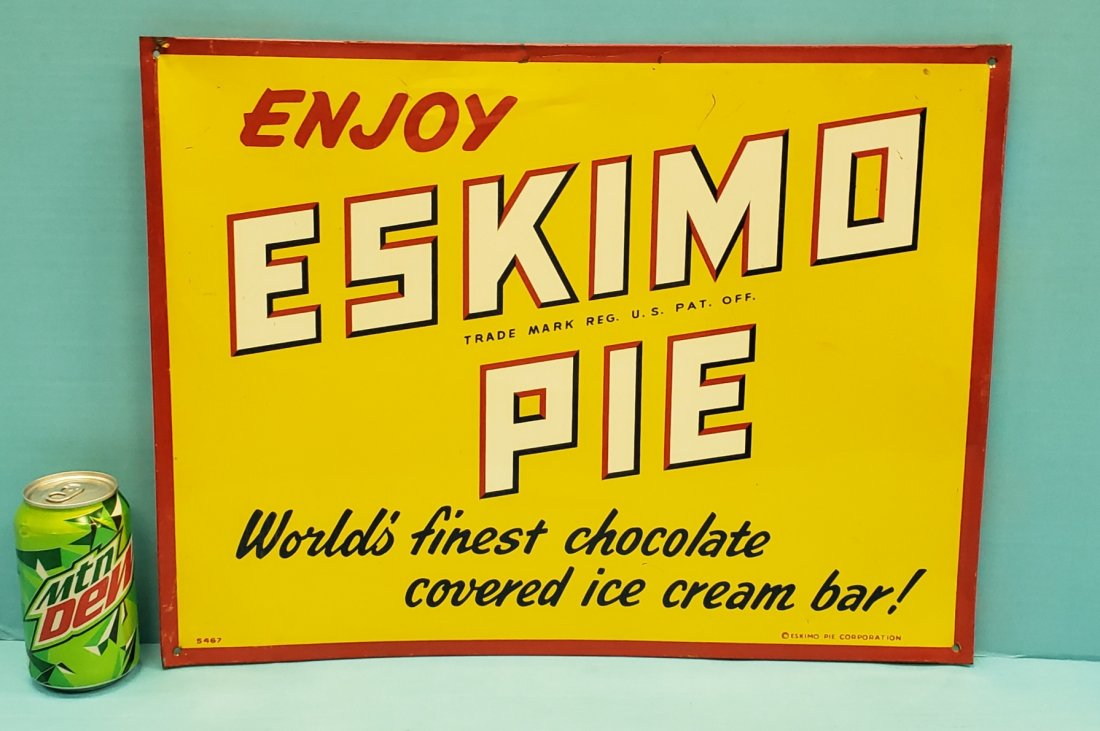 ENJOY
ESKIMO
TRADE MARK REG. U.S. PAT. OFF.
PIE
World's finest chocolate
covered ice cream bar!
5467
©ESKIMO PIE CORPORATION
Mtn
DEW